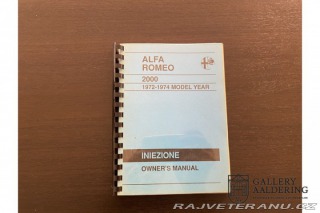 ALFA
ROMEO
2000
1972-1974 MODEL YEAR
INIEZIONE
OWNER'S MANUAL
GALLERY
AALDERING
RAJVETERANU.CZ